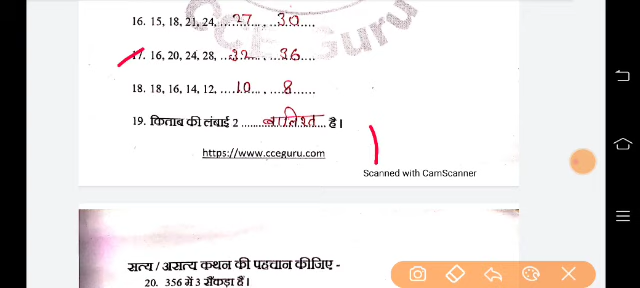 CCE Guru
16. 15, 18, 21, 24, ....27...., ....30....
17. 16, 20, 24, 28, ....32...., ....36....
18. 18, 16, 14, 12, ....10...., ....8......
19. किताब की लंबाई 2 ....बालिश्त.... है।
https://www.cceguru.com
Scanned with CamScanner
सत्य / असत्य कथन की पहचान कीजिए -
20. 356 में 3 सैंकड़ा हैं।